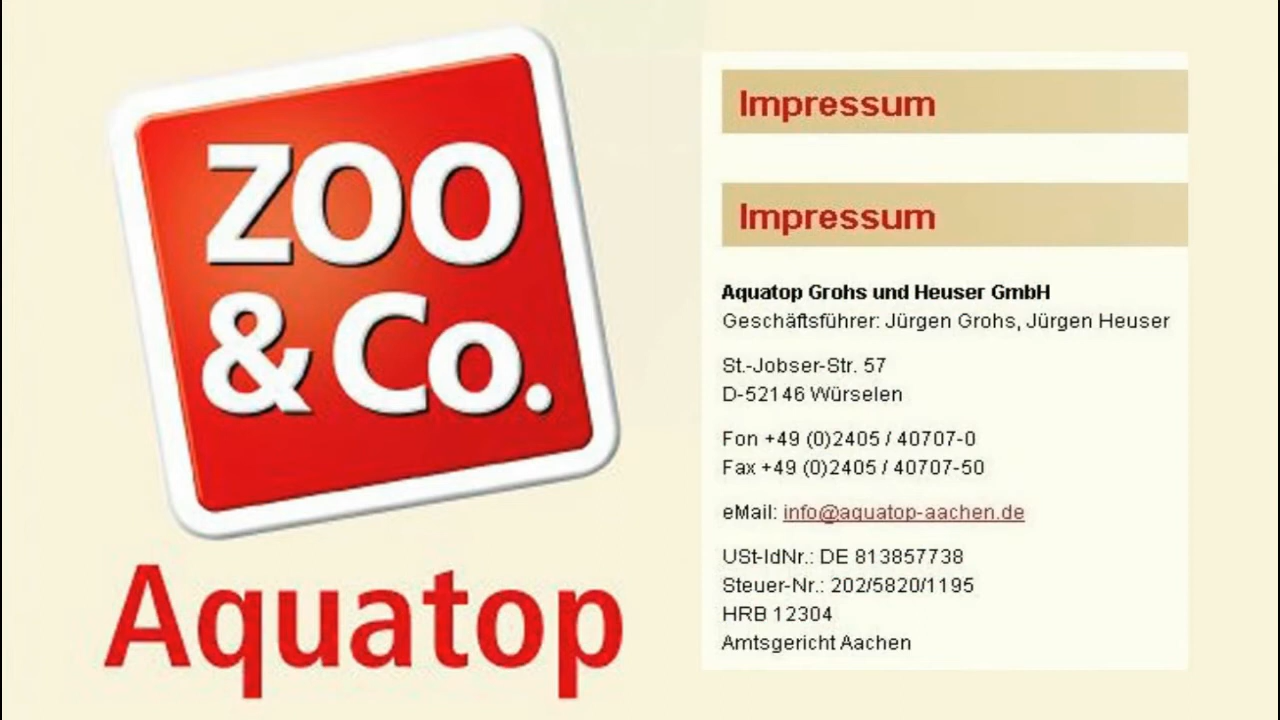 ZOO
& Co.
Aquatop
Impressum
Impressum
Aquatop Grohs und Heuser GmbH
Geschäftsführer: Jürgen Grohs, Jürgen Heuser
St.-Jobser-Str. 57
D-52146 Würselen
Fon +49 (0)2405 / 40707-0
Fax +49 (0)2405 / 40707-50
eMail: info@aquatop-aachen.de
USt-IdNr.: DE 813857738
Steuer-Nr.: 202/5820/1195
HRB 12304
Amtsgericht Aachen